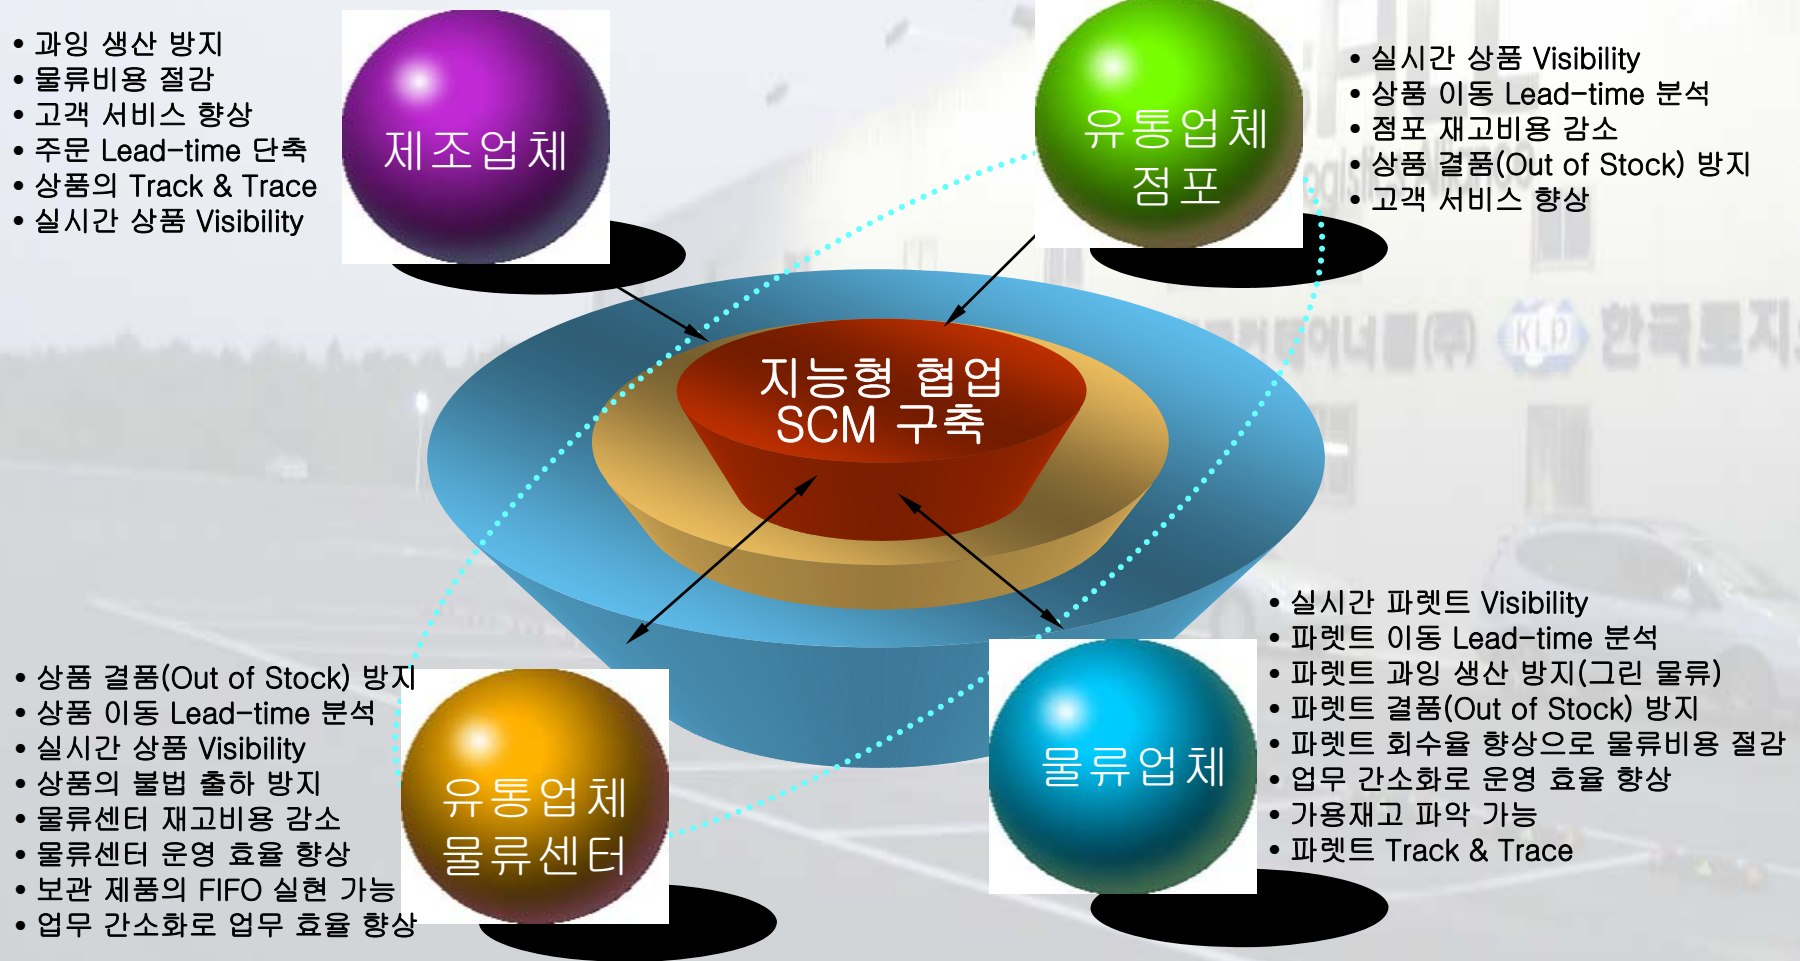 • 과잉 생산 방지
• 물류비용 절감
• 고객 서비스 향상
• 주문 Lead-time 단축
• 상품의 Track & Trace
• 실시간 상품 Visibility
제조업체
유통업체
점포
• 실시간 상품 Visibility
• 상품 이동 Lead-time 분석
• 점포 재고비용 감소
• 상품 결품(Out of Stock) 방지
• 고객 서비스 향상
지능형 협업
SCM 구축
(주) KLP 한국로지스
• 상품 결품(Out of Stock) 방지
• 상품 이동 Lead-time 분석
• 실시간 상품 Visibility
• 상품의 불법 출하 방지
• 물류센터 재고비용 감소
• 물류센터 운영 효율 향상
• 보관 제품의 FIFO 실현 가능
• 업무 간소화로 업무 효율 향상
유통업체
물류센터
물류업체
• 실시간 파렛트 Visibility
• 파렛트 이동 Lead-time 분석
• 파렛트 과잉 생산 방지(그린 물류)
• 파렛트 결품(Out of Stock) 방지
• 파렛트 회수율 향상으로 물류비용 절감
• 업무 간소화로 운영 효율 향상
• 가용재고 파악 가능
• 파렛트 Track & Trace